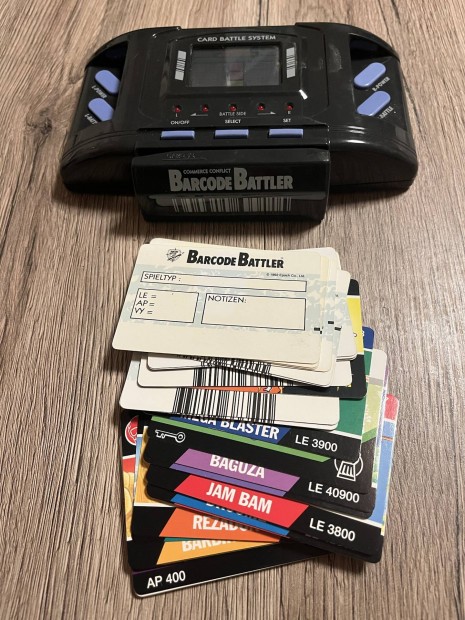 CARD BATTLE SYSTEM
BATTLE SIDE
ON/OFF
SELECT
SET
COMMERCE CONFLICT
BARCODE BATTLER
BARCODE BATTLER
SPIELTYP :
LE =
AP =
VY =
NOTIZEN:
BLASTER
LE 3900
BAGUZA
LE 40900
JAM BAM
LE 3800
AP 400